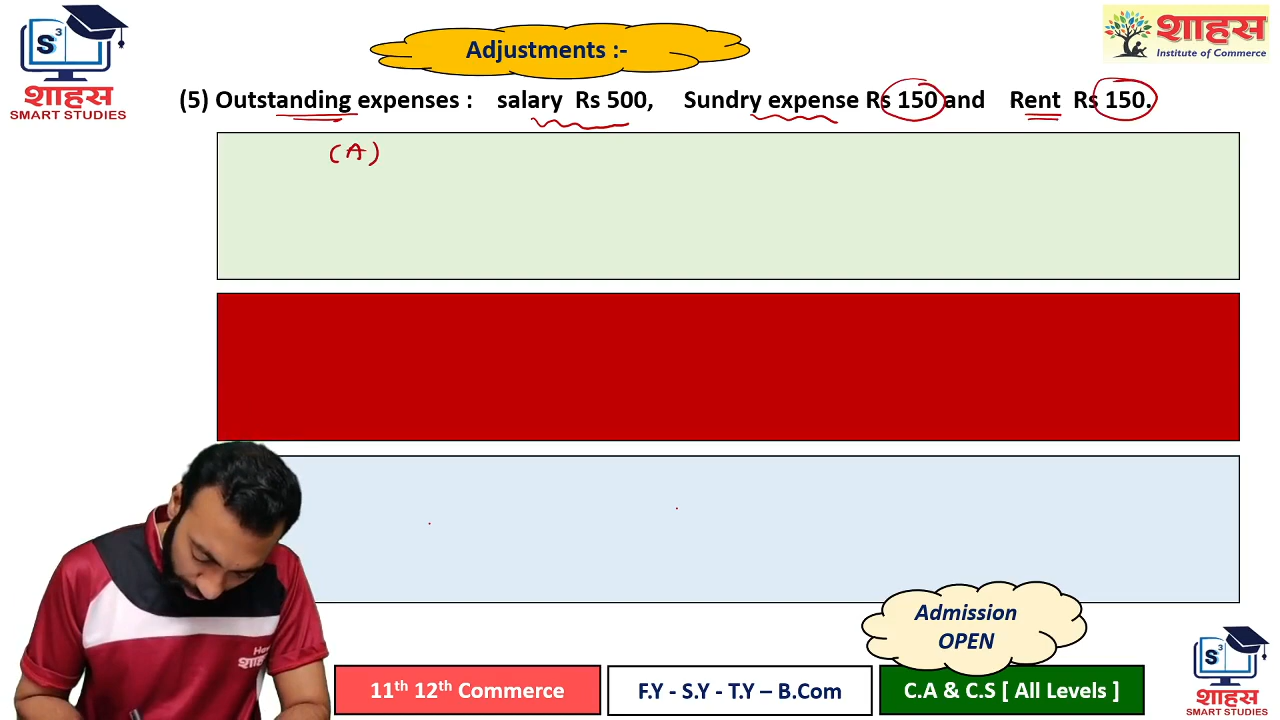 S³
शाहस
SMART STUDIES
Adjustments :-
शाहस
Institute of Commerce
(5) Outstanding expenses : salary Rs 500, Sundry expense Rs 150 and Rent Rs 150.
(A)
Admission
OPEN
11th 12th Commerce
F.Y - S.Y - T.Y – B.Com
C.A & C.S [ All Levels ]
S³
शाहस
SMART STUDIES